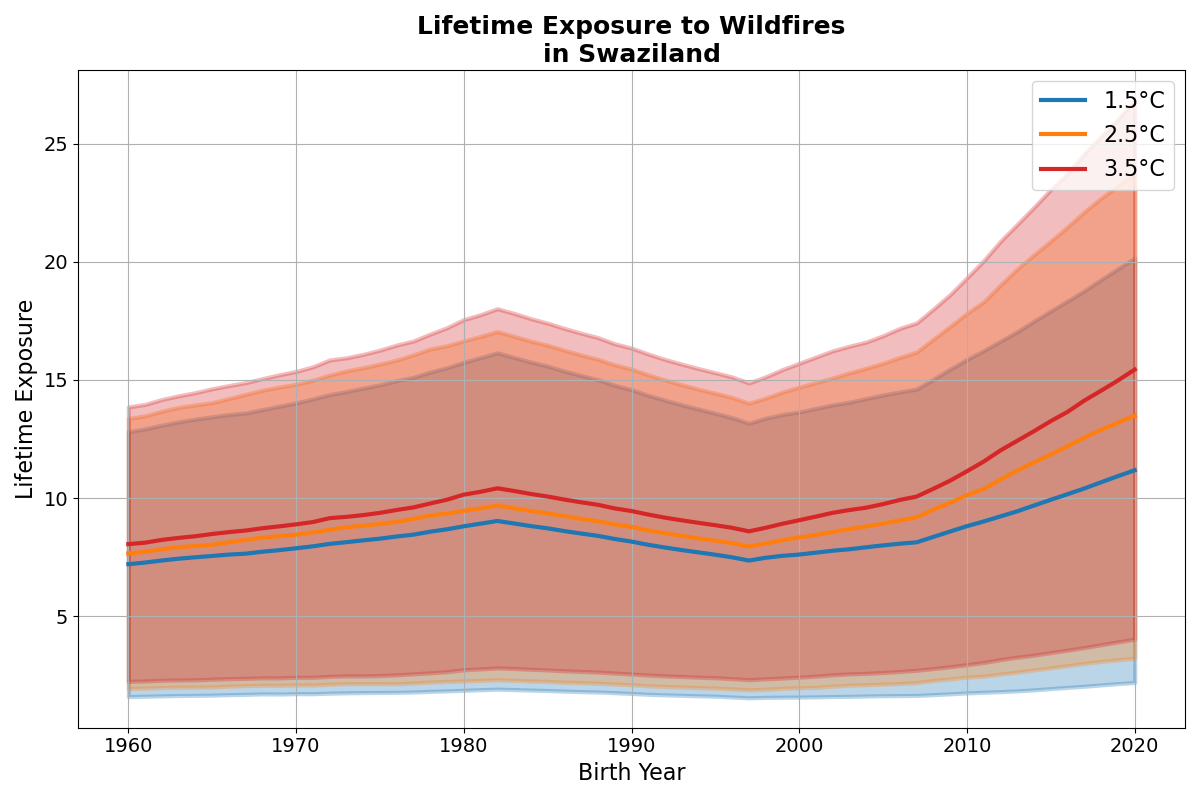 Lifetime Exposure to Wildfires
in Swaziland
1.5°C
2.5°C
3.5°C
Lifetime Exposure
25
20
15
10
5
1960 1970 1980 1990 2000 2010 2020
Birth Year